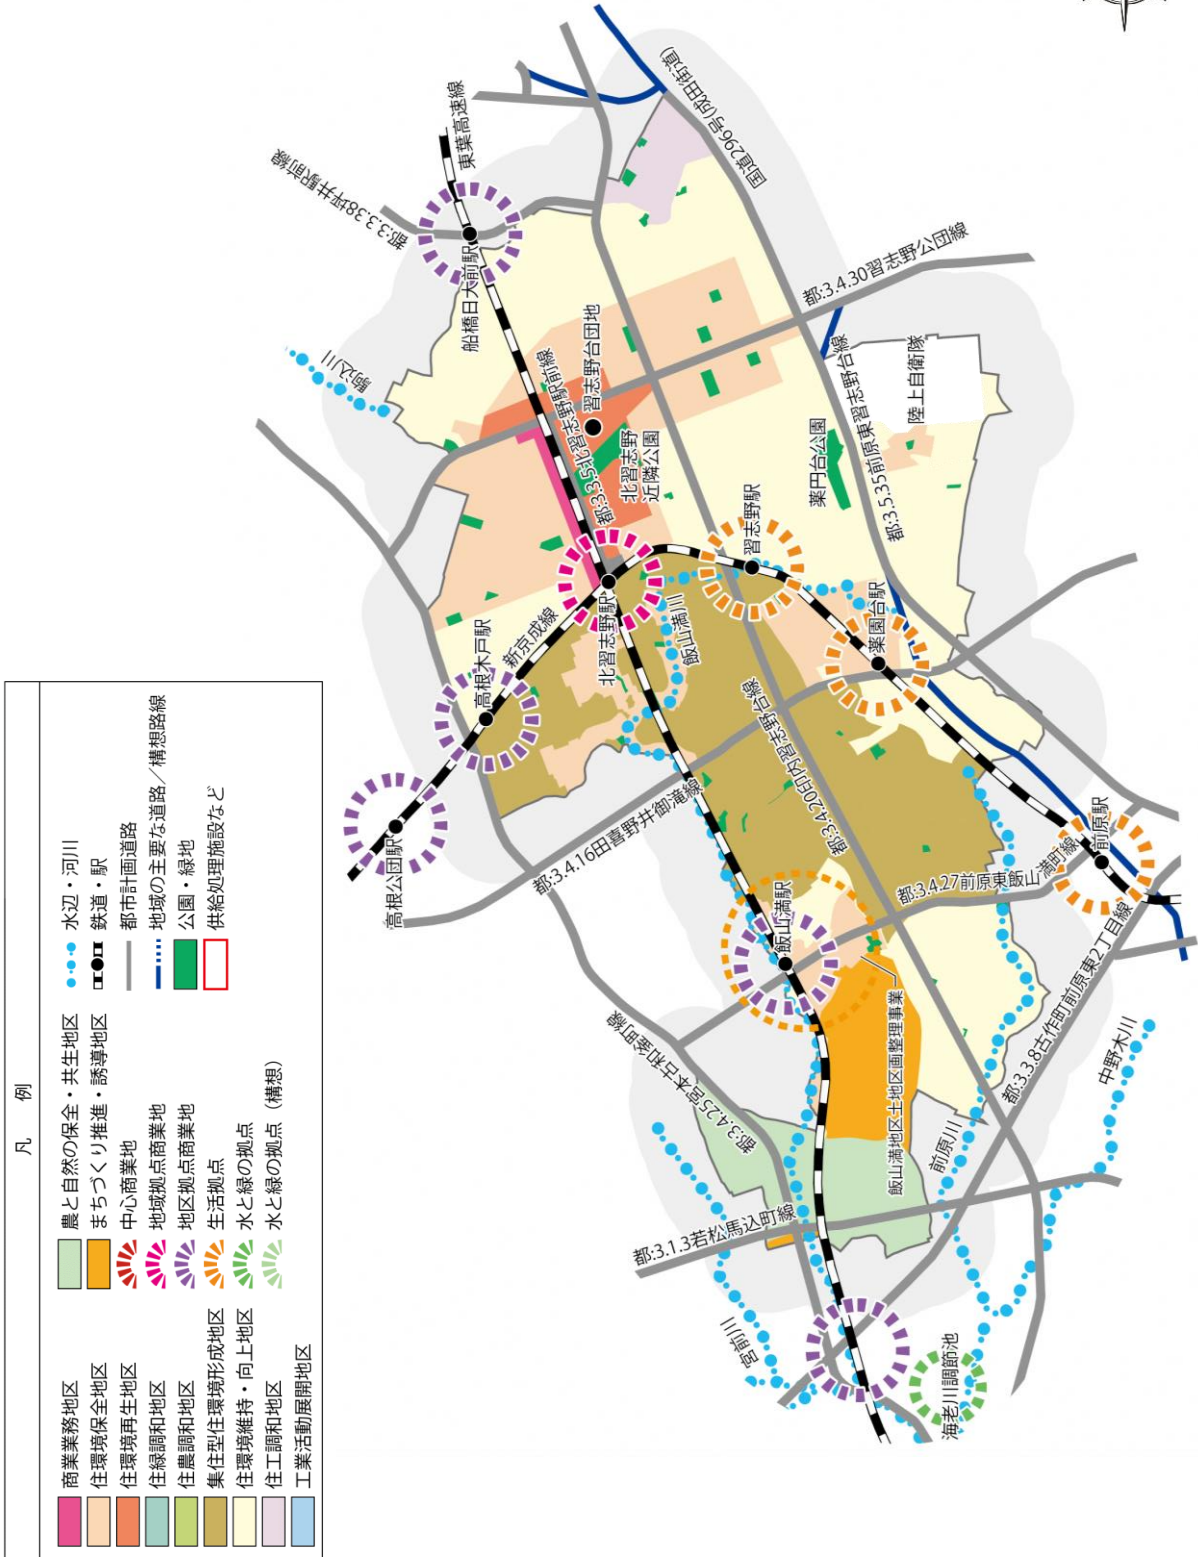 凡　例
商業業務地区
住環境保全地区
住環境再生地区
住緑調和地区
住農調和地区
集住型住環境形成地区
住環境維持・向上地区
住工調和地区
工業活動展開地区
農と自然の保全・共生地区
まちづくり推進・誘導地区
中心商業地
地域拠点商業地
地区拠点商業地
生活拠点
水と緑の拠点
水と緑の拠点（構想）
水辺・河川
鉄道・駅
都市計画道路
地域の主要な道路／構想路線
公園・緑地
供給処理施設など
東葉高速線
都:3.3.38坪井駅前線
船橋日大前駅
国道296号(成田街道)
駒込川
都:3.4.30習志野公団線
習志野台団地
都:3.3.5北習志野駅前線
北習志野
近隣公園
薬円台公園
陸上自衛隊
都:3.5.35前原東習志野台線
習志野駅
北習志野駅
新京成線
高根木戸駅
飯山満川
薬園台駅
高根公団駅
都:3.4.16田喜野井御滝線
都:3.4.20印内習志野台線
飯山満駅
都:3.4.27前原東飯山満町線
前原駅
都:3.4.25宮本古和釜町線
飯山満地区土地区画整理事業
都:3.3.8古作町前原東2丁目線
前原川
中野木川
都:3.1.3若松馬込町線
宮前川
海老川調節池